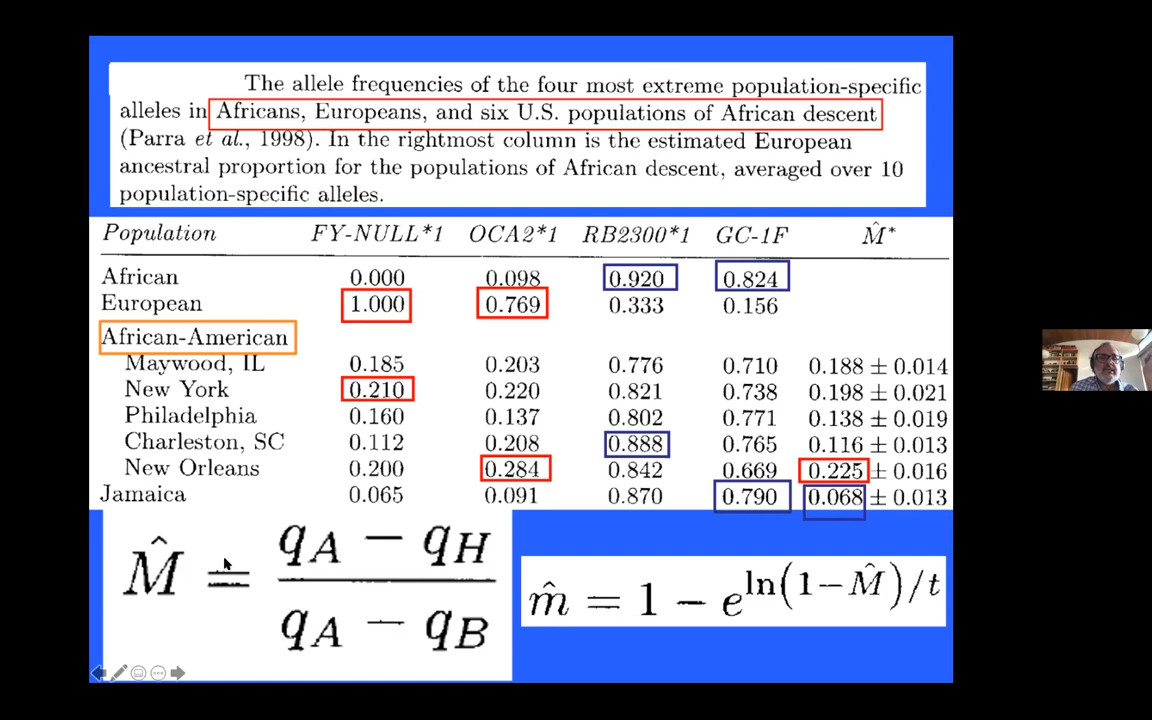 The allele frequencies of the four most extreme population-specific
alleles in Africans, Europeans, and six U.S. populations of African descent
(Parra et al., 1998). In the rightmost column is the estimated European
ancestral proportion for the populations of African descent, averaged over 10
population-specific alleles.
Population FY-NULL*1 OCA2*1 RB2300*1 GC-1F M̂*
African 0.000 0.098 0.920 0.824
European 1.000 0.769 0.333 0.156
African-American
Maywood, IL 0.185 0.203 0.776 0.710 0.188 ± 0.014
New York 0.210 0.220 0.821 0.738 0.198 ± 0.021
Philadelphia 0.160 0.137 0.802 0.771 0.138 ± 0.019
Charleston, SC 0.112 0.208 0.888 0.765 0.116 ± 0.013
New Orleans 0.200 0.284 0.842 0.669 0.225 ± 0.016
Jamaica 0.065 0.091 0.870 0.790 0.068 ± 0.013
M̂ = (qA − qH) / (qA − qB)
m̂ = 1 − e^ln(1−M̂)/t